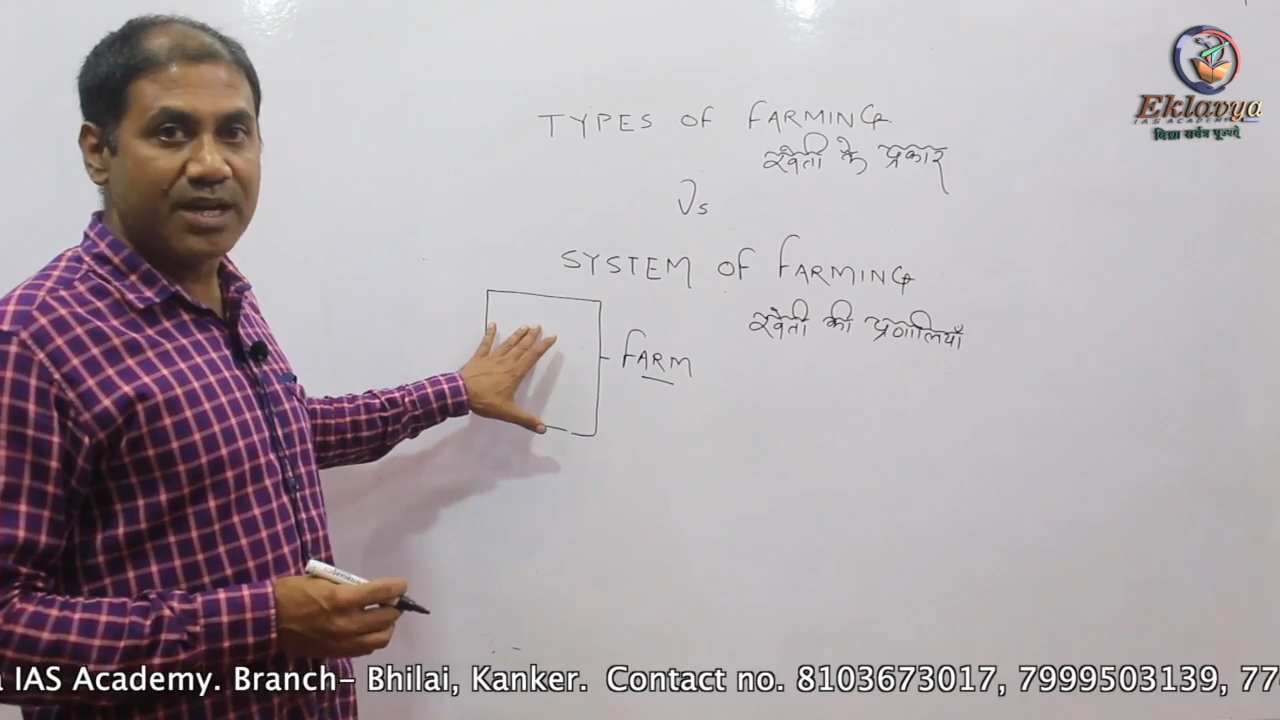 TYPES OF FARMING
खेती के प्रकार
Vs
SYSTEM OF FARMING
खेती की प्रणालियाँ
FARM
Eklavya
IAS ACADEMY
विद्या सर्वत्र पूज्यते
IAS Academy. Branch- Bhilai, Kanker. Contact no. 8103673017, 7999503139, 77